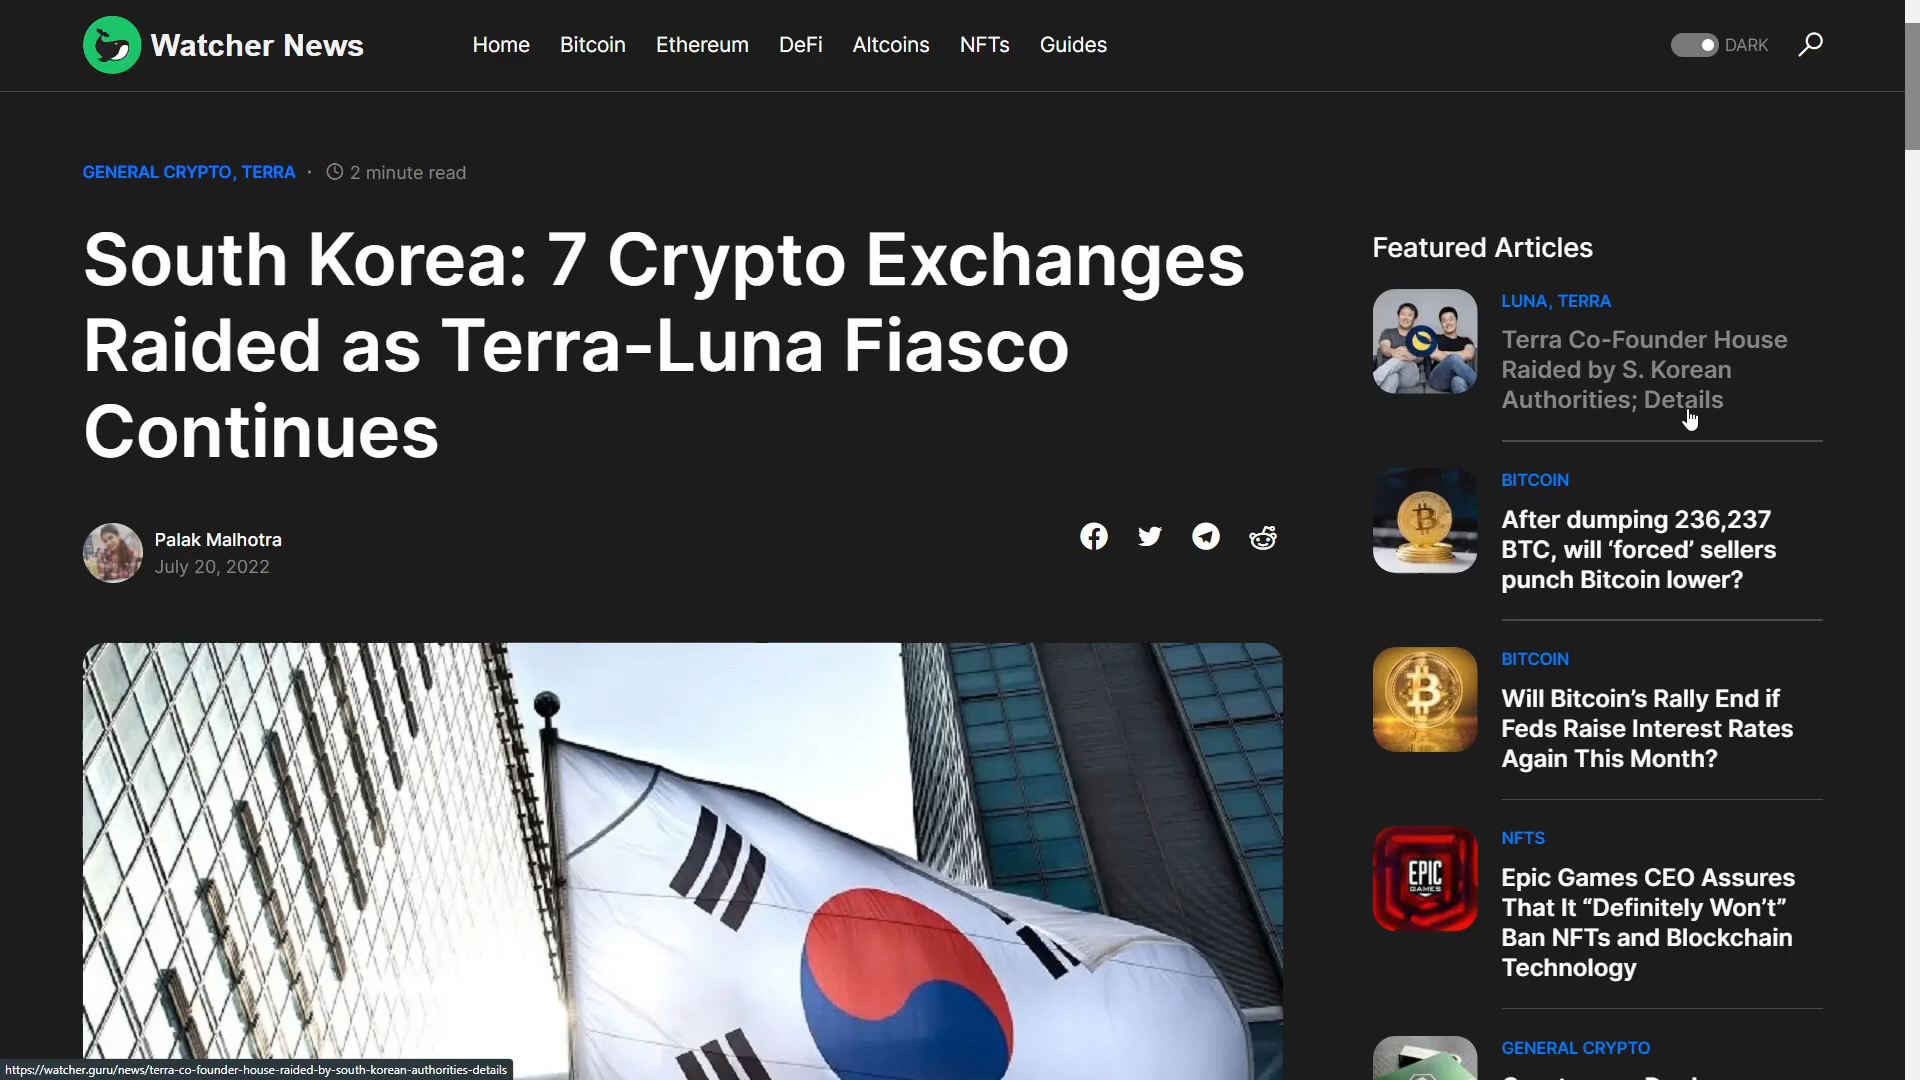 Watcher News
Home Bitcoin Ethereum DeFi Altcoins NFTs Guides
DARK
GENERAL CRYPTO, TERRA · 2 minute read
South Korea: 7 Crypto Exchanges
Raided as Terra-Luna Fiasco
Continues
Palak Malhotra
July 20, 2022
Featured Articles
LUNA, TERRA
Terra Co-Founder House
Raided by S. Korean
Authorities; Details
BITCOIN
After dumping 236,237
BTC, will ‘forced’ sellers
punch Bitcoin lower?
BITCOIN
Will Bitcoin’s Rally End if
Feds Raise Interest Rates
Again This Month?
EPIC
GAMES
NFTS
Epic Games CEO Assures
That It “Definitely Won’t”
Ban NFTs and Blockchain
Technology
GENERAL CRYPTO
https://watcher.guru/news/terra-co-founder-house-raided-by-south-korean-authorities-details